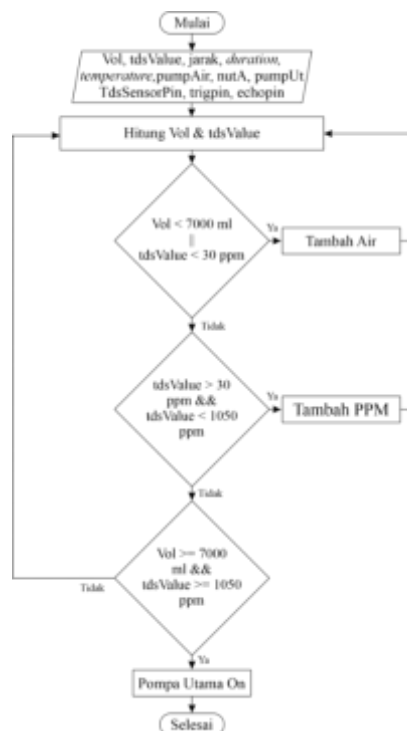 Mulai
Vol, tdsValue, jarak, duration,
temperature,pumpAir, nutA, pumpUt
TdsSensorPin, trigpin, echopin
Hitung Vol & tdsValue
Vol < 7000 ml
||
tdsValue < 30 ppm
Ya
Tambah Air
Tidak
tdsValue > 30
ppm &&
tdsValue < 1050
ppm
Ya
Tambah PPM
Tidak
Vol >= 7000
ml &&
tdsValue >= 1050
ppm
Tidak
Ya
Pompa Utama On
Selesai